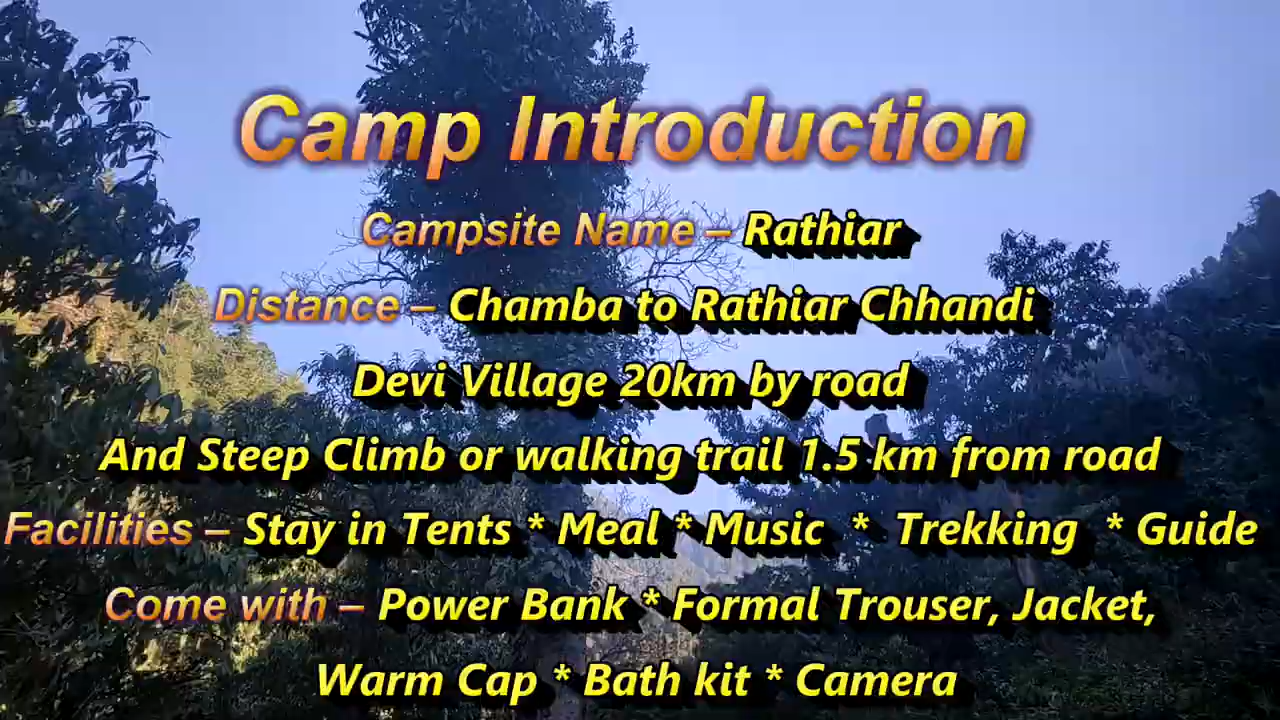 Camp Introduction
Campsite Name – Rathiar
Distance – Chamba to Rathiar Chhandi
Devi Village 20km by road
And Steep Climb or walking trail 1.5 km from road
Facilities – Stay in Tents * Meal * Music * Trekking * Guide
Come with – Power Bank * Formal Trouser, Jacket,
Warm Cap * Bath kit * Camera